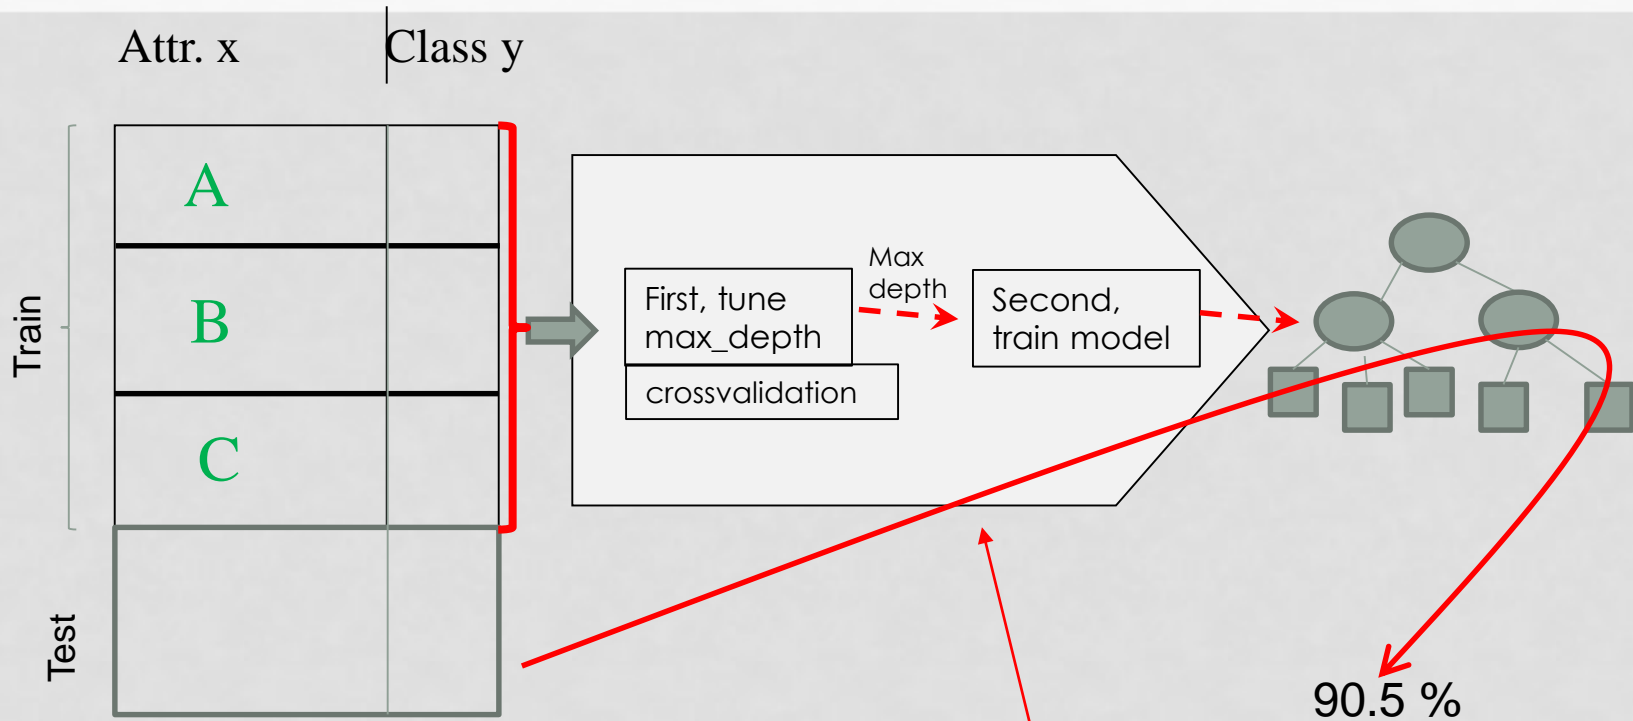 Attr. x
Class y
Train
A
B
C
Test
First, tune
max_depth
crossvalidation
Max
depth
Second,
train model
90.5 %